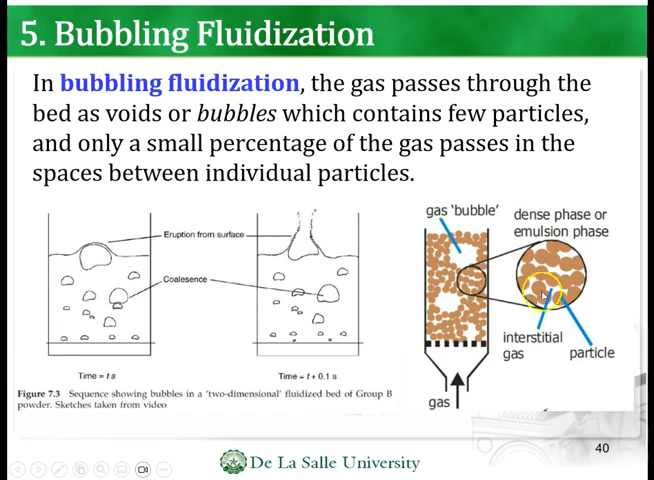 5. Bubbling Fluidization
In bubbling fluidization, the gas passes through the
bed as voids or bubbles which contains few particles,
and only a small percentage of the gas passes in the
spaces between individual particles.
Eruption from surface
Coalesence
Time = t s
Time = t + 0.1 s
Figure 7.3 Sequence showing bubbles in a 'two-dimensional' fluidized bed of Group B
powder. Sketches taken from video
gas 'bubble'
dense phase or
emulsion phase
interstitial
gas
particle
gas
40
De La Salle University